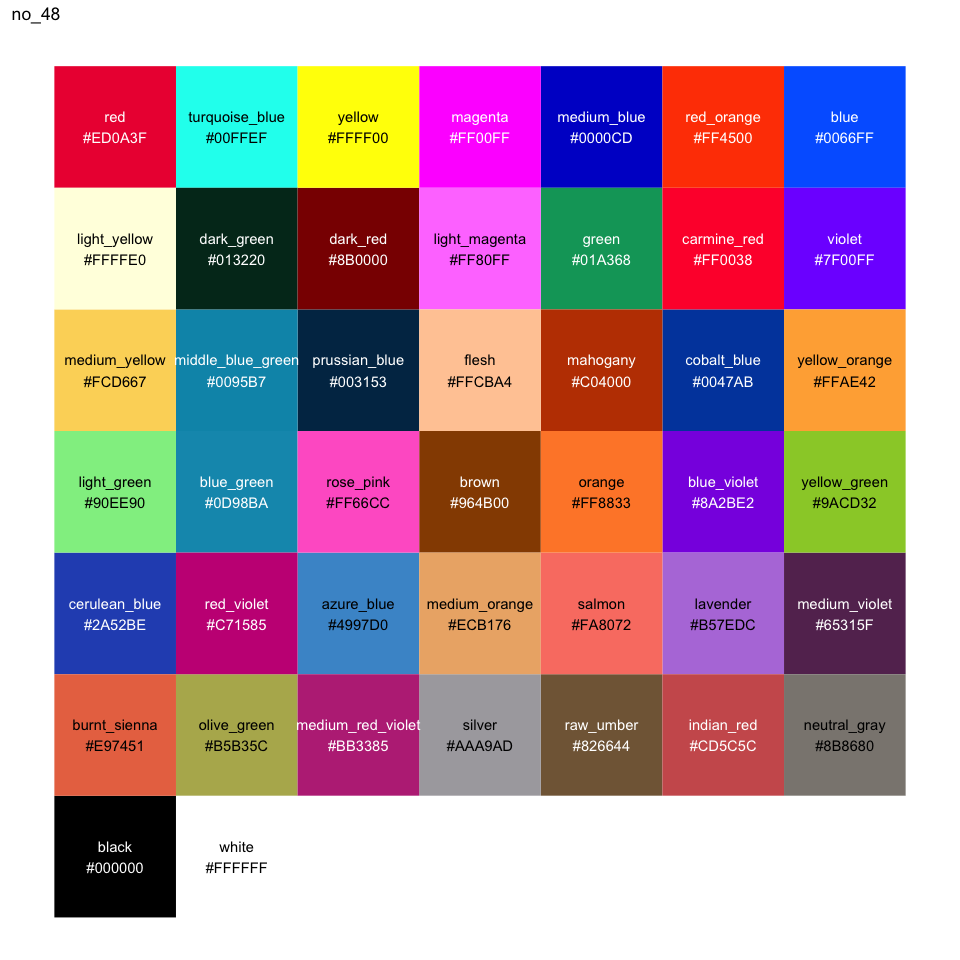 no_48
red
#ED0A3F
turquoise_blue
#00FFEF
yellow
#FFFF00
magenta
#FF00FF
medium_blue
#0000CD
red_orange
#FF4500
blue
#0066FF
light_yellow
#FFFFE0
dark_green
#013220
dark_red
#8B0000
light_magenta
#FF80FF
green
#01A368
carmine_red
#FF0038
violet
#7F00FF
medium_yellow
#FCD667
middle_blue_green
#0095B7
prussian_blue
#003153
flesh
#FFCBA4
mahogany
#C04000
cobalt_blue
#0047AB
yellow_orange
#FFAE42
light_green
#90EE90
blue_green
#0D98BA
rose_pink
#FF66CC
brown
#964B00
orange
#FF8833
blue_violet
#8A2BE2
yellow_green
#9ACD32
cerulean_blue
#2A52BE
red_violet
#C71585
azure_blue
#4997D0
medium_orange
#ECB176
salmon
#FA8072
lavender
#B57EDC
medium_violet
#65315F
burnt_sienna
#E97451
olive_green
#B5B35C
medium_red_violet
#BB3385
silver
#AAA9AD
raw_umber
#826644
indian_red
#CD5C5C
neutral_gray
#8B8680
black
#000000
white
#FFFFFF